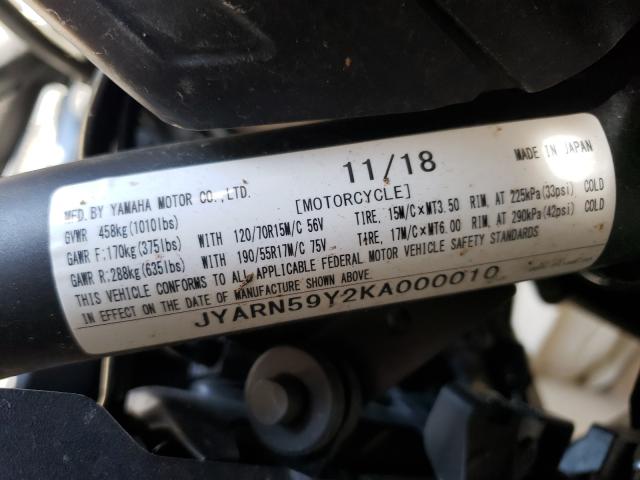 11/18
MADE IN JAPAN
MFD. BY YAMAHA MOTOR CO.,LTD.
[MOTORCYCLE]
GVWR 458kg(1010lbs)
GAWR F:170kg(375lbs) WITH 120/70R15M/C 56V TIRE, 15M/C×MT3.50 RIM, AT 225kPa(33psi) COLD
GAWR R:288kg(635lbs) WITH 190/55R17M/C 75V TIRE, 17M/C×MT6.00 RIM, AT 290kPa(42psi) COLD
THIS VEHICLE CONFORMS TO ALL APPLICABLE FEDERAL MOTOR VEHICLE SAFETY STANDARDS
IN EFFECT ON THE DATE OF MANUFACTURE SHOWN ABOVE.
JYARN59Y2KA000010